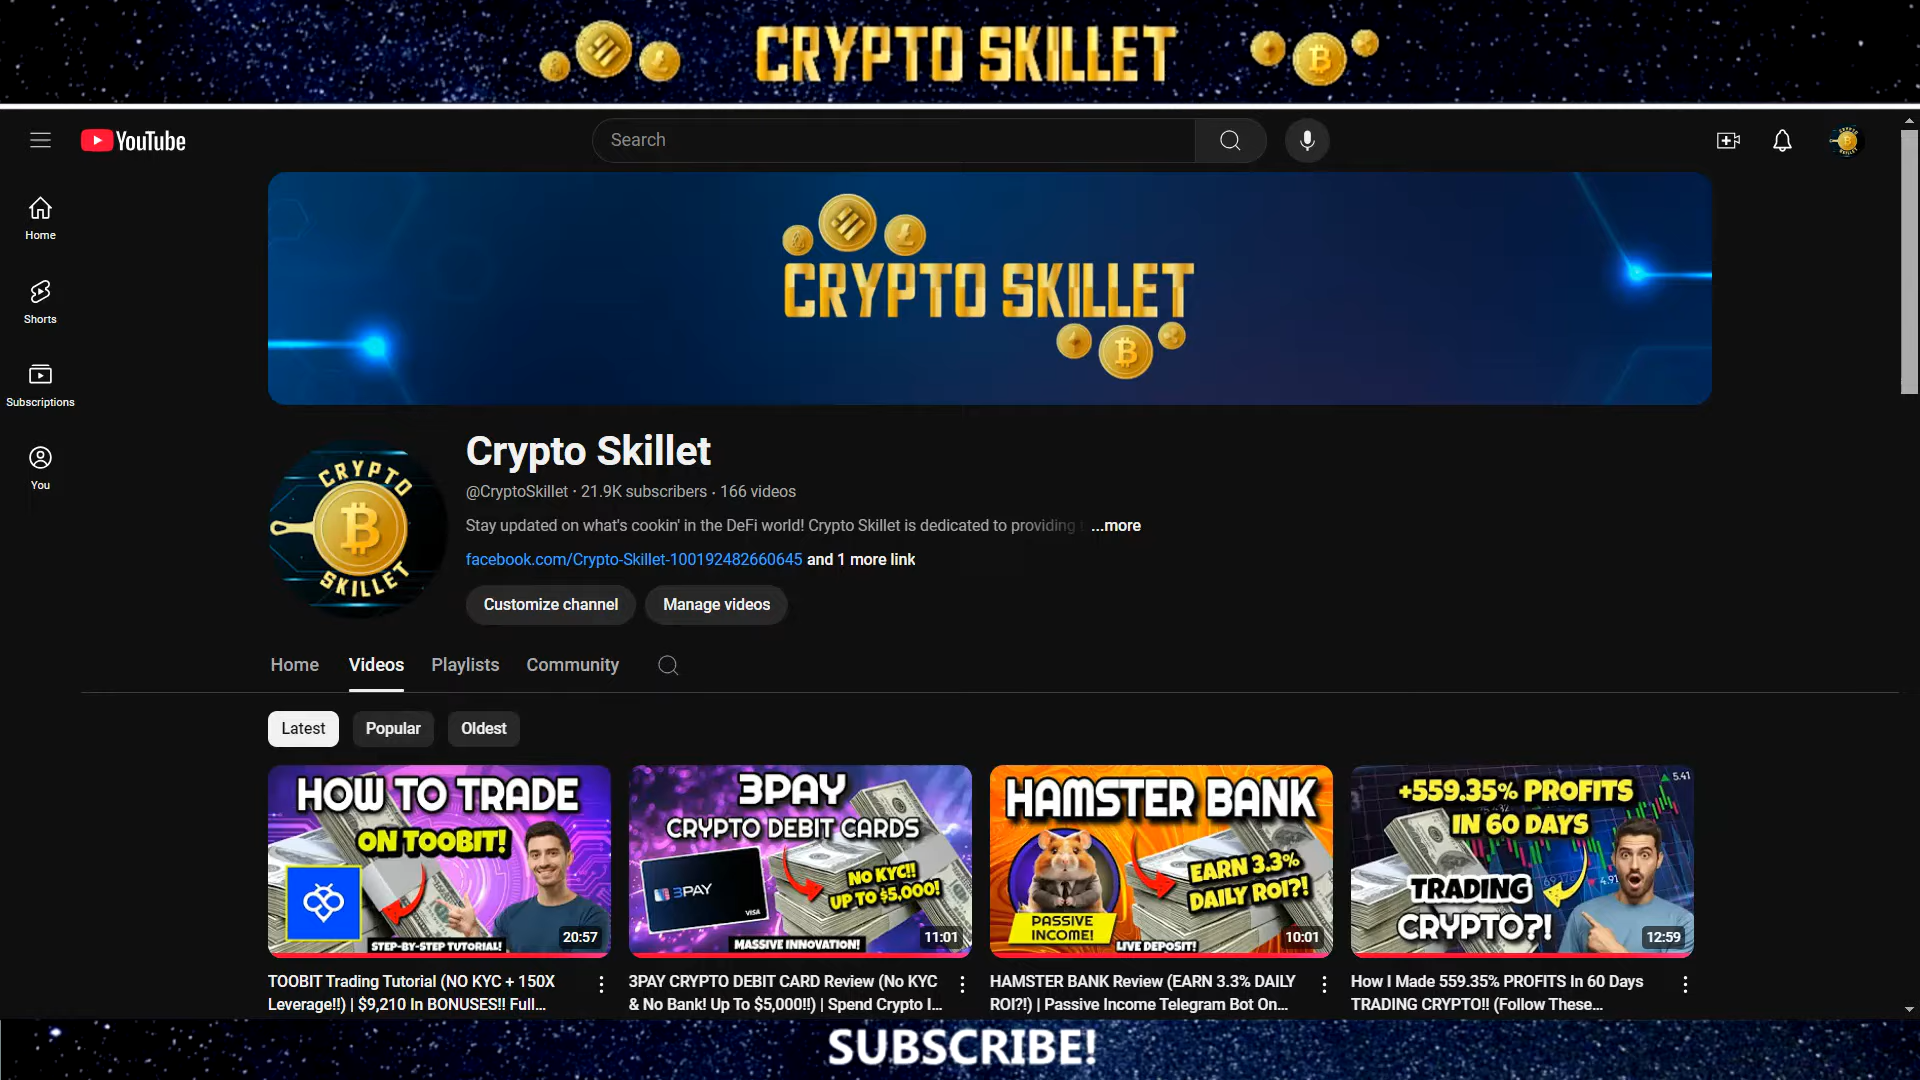 CRYPTO SKILLET
YouTube
Search
Home
Shorts
Subscriptions
You
CRYPTO SKILLET
CRYPTO
SKILLET
Crypto Skillet
@CryptoSkillet · 21.9K subscribers · 166 videos
Stay updated on what's cookin' in the DeFi world! Crypto Skillet is dedicated to providing ...more
facebook.com/Crypto-Skillet-100192482660645 and 1 more link
Customize channel
Manage videos
Home Videos Playlists Community
Latest Popular Oldest
HOW TO TRADE
ON TOOBIT!
STEP-BY-STEP TUTORIAL!
20:57
TOOBIT Trading Tutorial (NO KYC + 150X
Leverage!!) | $9,210 In BONUSES!! Full...
3PAY
CRYPTO DEBIT CARDS
3PAY
VISA
NO KYC!!
UP TO $5,000!
MASSIVE INNOVATION!
11:01
3PAY CRYPTO DEBIT CARD Review (No KYC
& No Bank! Up To $5,000!!) | Spend Crypto I...
HAMSTER BANK
EARN 3.3%
DAILY ROI?!
PASSIVE
INCOME!
LIVE DEPOSIT!
10:01
HAMSTER BANK Review (EARN 3.3% DAILY
ROI?!) | Passive Income Telegram Bot On...
+559.35% PROFITS
IN 60 DAYS
5.41
4.91
TRADING
CRYPTO?!
12:59
How I Made 559.35% PROFITS In 60 Days
TRADING CRYPTO!! (Follow These...
SUBSCRIBE!